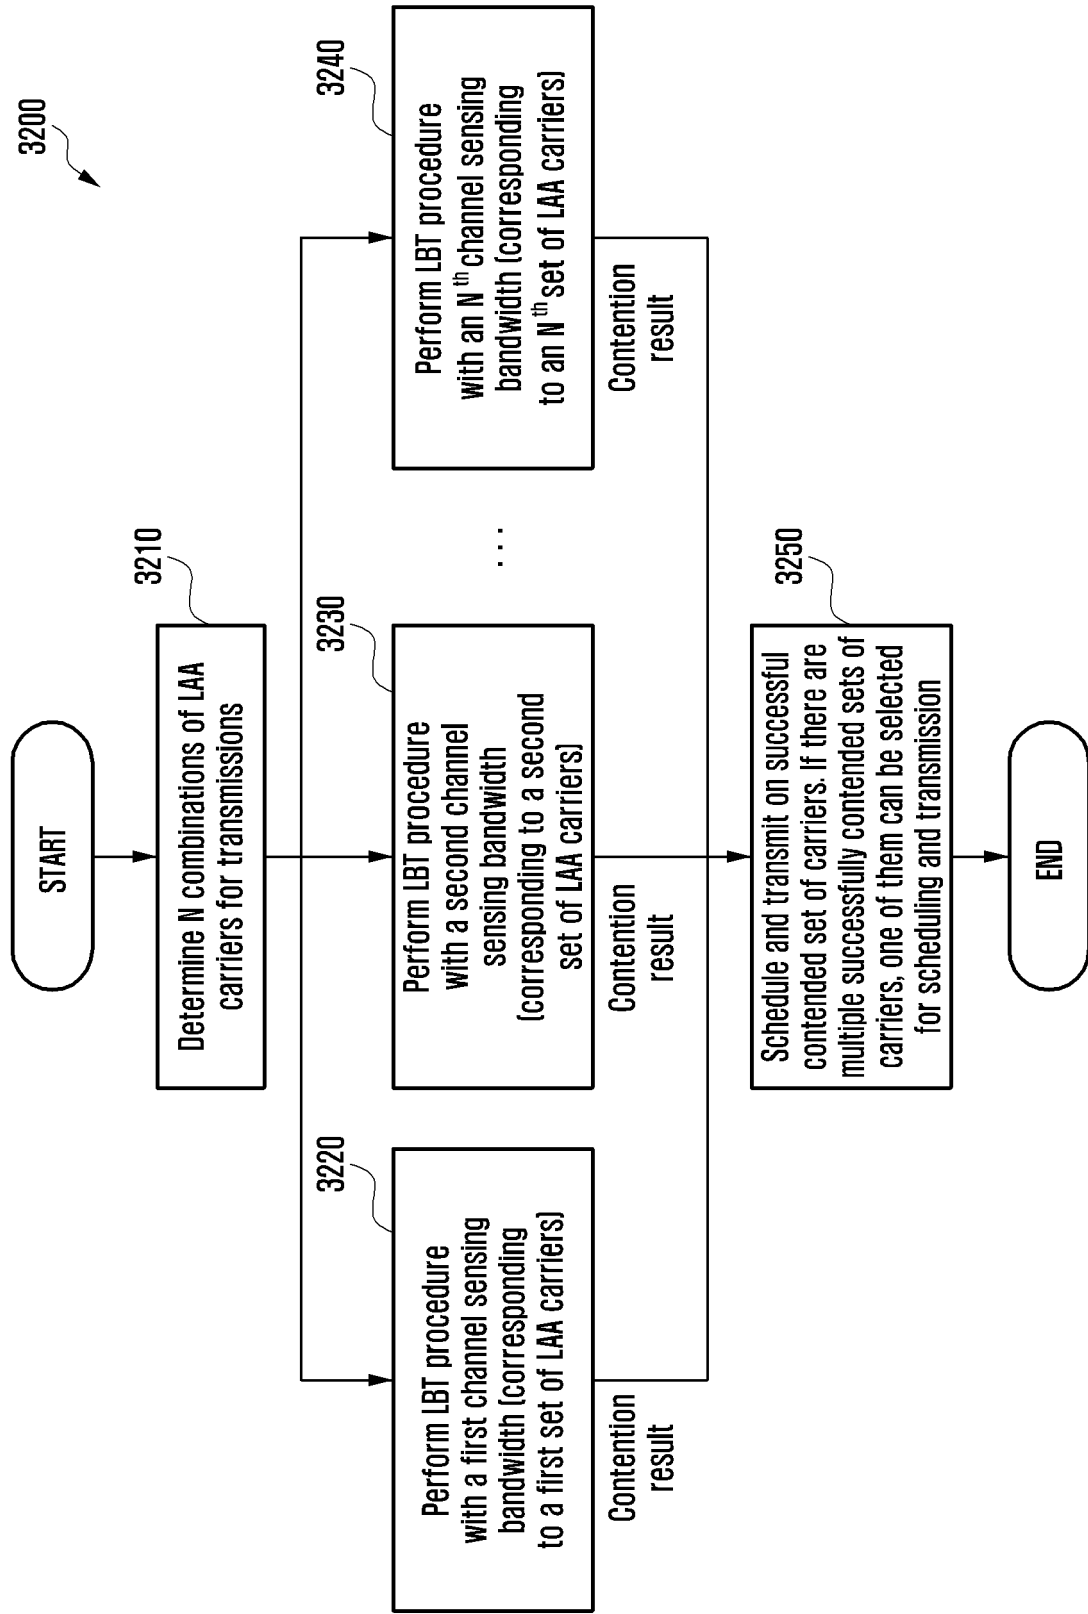 3200
START
3210
Determine N combinations of LAA
carriers for transmissions
3220
Perform LBT procedure
with a first channel sensing
bandwidth (corresponding
to a first set of LAA carriers)
Contention
result
3230
Perform LBT procedure
with a second channel
sensing bandwidth
(corresponding to a second
set of LAA carriers)
Contention
result
...
3240
Perform LBT procedure
with an Nth channel sensing
bandwidth (corresponding
to an Nth set of LAA carriers)
Contention
result
3250
Schedule and transmit on successful
contended set of carriers. If there are
multiple successfully contended sets of
carriers, one of them can be selected
for scheduling and transmission
END